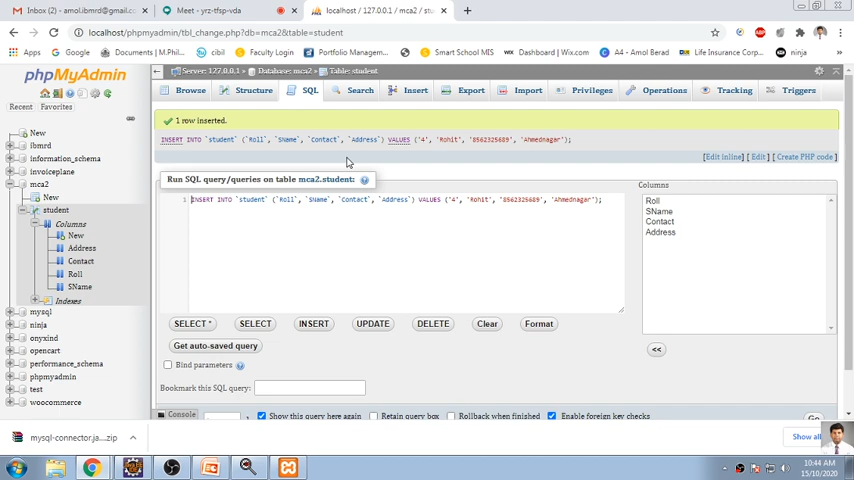 Inbox (2) - amol.ibmrd@gmail.co
Meet - yrz-tfsp-vda
localhost / 127.0.0.1 / mca2 / stu
localhost/phpmyadmin/tbl_change.php?db=mca2&table=student
Apps
Google
Documents (M.Phil...
Google
Faculty Login
Portfolio Managem...
Smart School MIS
Dashboard | Wix.com
A4 - Amol Berad
Life Insurance Corp...
ninja
phpMyAdmin
Recent Favorites
New
ibmrd
information_schema
invoiceplane
mca2
New
student
Columns
New
Address
Contact
Roll
SName
Indexes
mysql
ninja
onyxind
opencart
performance_schema
phpmyadmin
test
woocommerce
Server: 127.0.0.1 » Database: mca2 » Table: student
Browse Structure SQL Search Insert Export Import Privileges Operations Tracking Triggers
1 row inserted.
INSERT INTO `student` (`Roll`, `SName`, `Contact`, `Address`) VALUES ('4', 'Rohit', '8562325689', 'Ahmednagar');
[Edit inline] [ Edit ] [ Create PHP code ]
Run SQL query/queries on table mca2.student:
1 INSERT INTO `student` (`Roll`, `SName`, `Contact`, `Address`) VALUES ('4', 'Rohit', '8562325689', 'Ahmednagar');
Columns
Roll
SName
Contact
Address
SELECT * SELECT INSERT UPDATE DELETE Clear Format
<<
Get auto-saved query
Bind parameters
Bookmark this SQL query:
Console
Show this query here again Retain query box Rollback when finished Enable foreign key checks
Go
mysql-connector.ja....zip
Show all
10:44 AM
15/10/2020